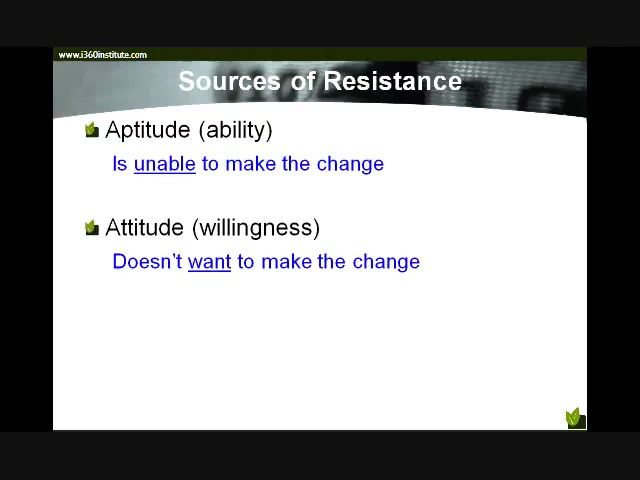 www.i360institute.com
Sources of Resistance
Aptitude (ability)
Is unable to make the change
Attitude (willingness)
Doesn't want to make the change